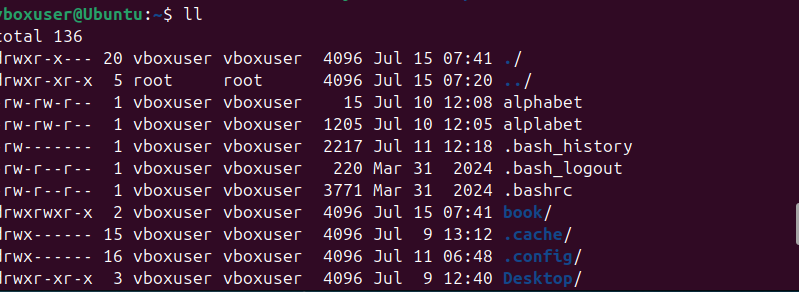 vboxuser@Ubuntu:~$ ll
total 136
drwxr-x--- 20 vboxuser vboxuser 4096 Jul 15 07:41 ./
drwxr-xr-x 5 root root 4096 Jul 15 07:20 ../
-rw-rw-r-- 1 vboxuser vboxuser 15 Jul 10 12:08 alphabet
-rw-rw-r-- 1 vboxuser vboxuser 1205 Jul 10 12:05 alplabet
-rw------- 1 vboxuser vboxuser 2217 Jul 11 12:18 .bash_history
-rw-r--r-- 1 vboxuser vboxuser 220 Mar 31 2024 .bash_logout
-rw-r--r-- 1 vboxuser vboxuser 3771 Mar 31 2024 .bashrc
drwxrwxr-x 2 vboxuser vboxuser 4096 Jul 15 07:41 book/
drwx------ 15 vboxuser vboxuser 4096 Jul 9 13:12 .cache/
drwx------ 16 vboxuser vboxuser 4096 Jul 11 06:48 .config/
drwxr-xr-x 3 vboxuser vboxuser 4096 Jul 9 12:40 Desktop/